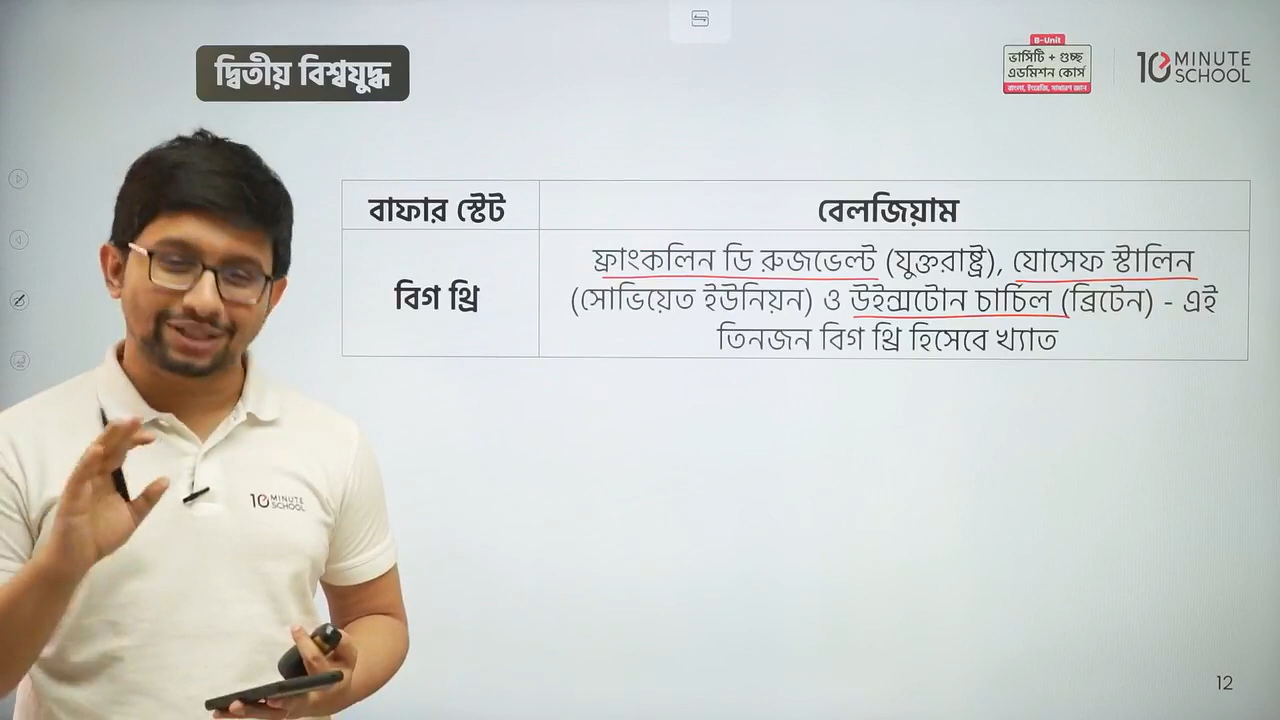 দ্বিতীয় বিশ্বযুদ্ধ
B-Unit
ভার্সিটি + গুচ্ছ
এডমিশন কোর্স
বাংলা, ইংরেজি, সাধারণ জ্ঞান
10 MINUTE
SCHOOL
বাফার স্টেট
বেলজিয়াম
বিগ থ্রি
ফ্রাংকলিন ডি রুজভেল্ট (যুক্তরাষ্ট্র), যোসেফ স্টালিন
(সোভিয়েত ইউনিয়ন) ও উইন্সটোন চার্চিল (ব্রিটেন) - এই
তিনজন বিগ থ্রি হিসেবে খ্যাত
10 MINUTE
SCHOOL
12